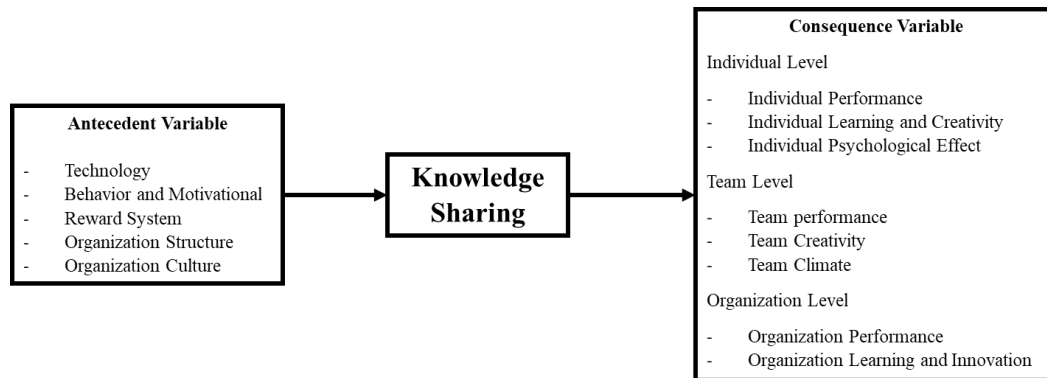 Antecedent Variable
- Technology
- Behavior and Motivational
- Reward System
- Organization Structure
- Organization Culture
Knowledge
Sharing
Consequence Variable
Individual Level
- Individual Performance
- Individual Learning and Creativity
- Individual Psychological Effect
Team Level
- Team performance
- Team Creativity
- Team Climate
Organization Level
- Organization Performance
- Organization Learning and Innovation